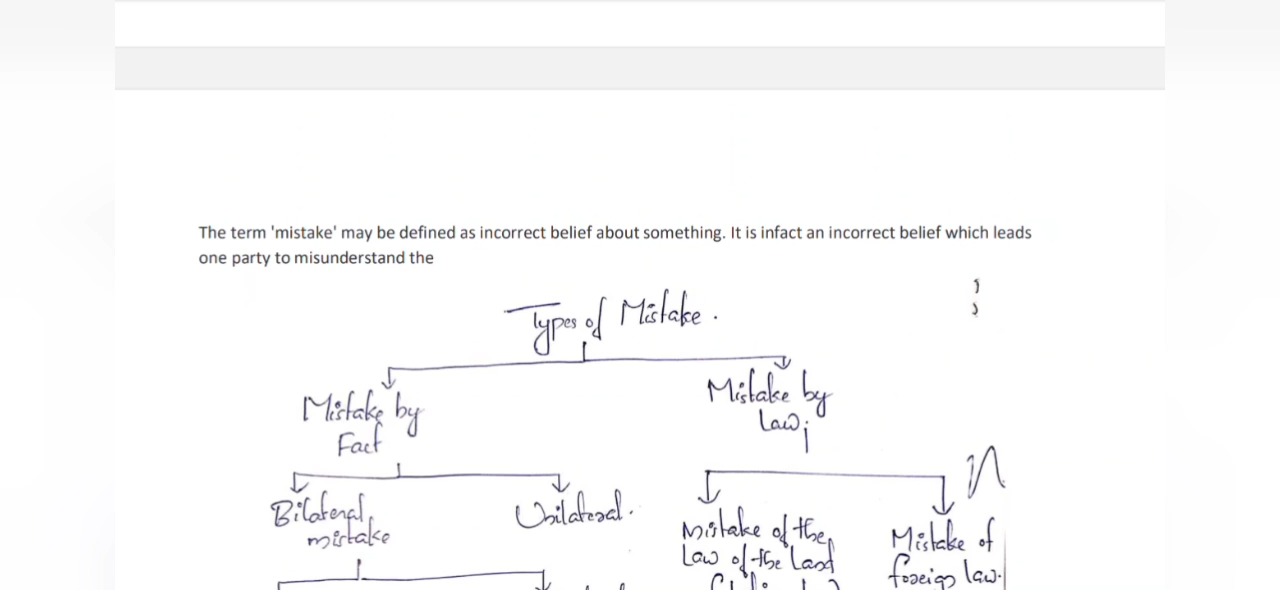 The term 'mistake' may be defined as incorrect belief about something. It is infact an incorrect belief which leads
one party to misunderstand the
Types of Mistake.
Mistake by
Fact
Mistake by
Law;
Bilateral
mistake
Unilateral.
Mistake of the
Law of the Land
Mistake of
foreign law.